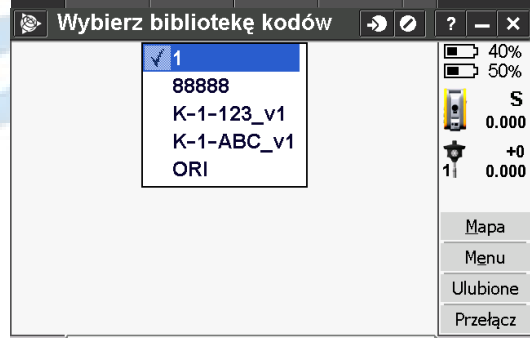 Wybierz bibliotekę kodów
? – ×
✓ 1
88888
K-1-123_v1
K-1-ABC_v1
ORI
40%
50%
S
0.000
+0
1 0.000
Mapa
Menu
Ulubione
Przełącz